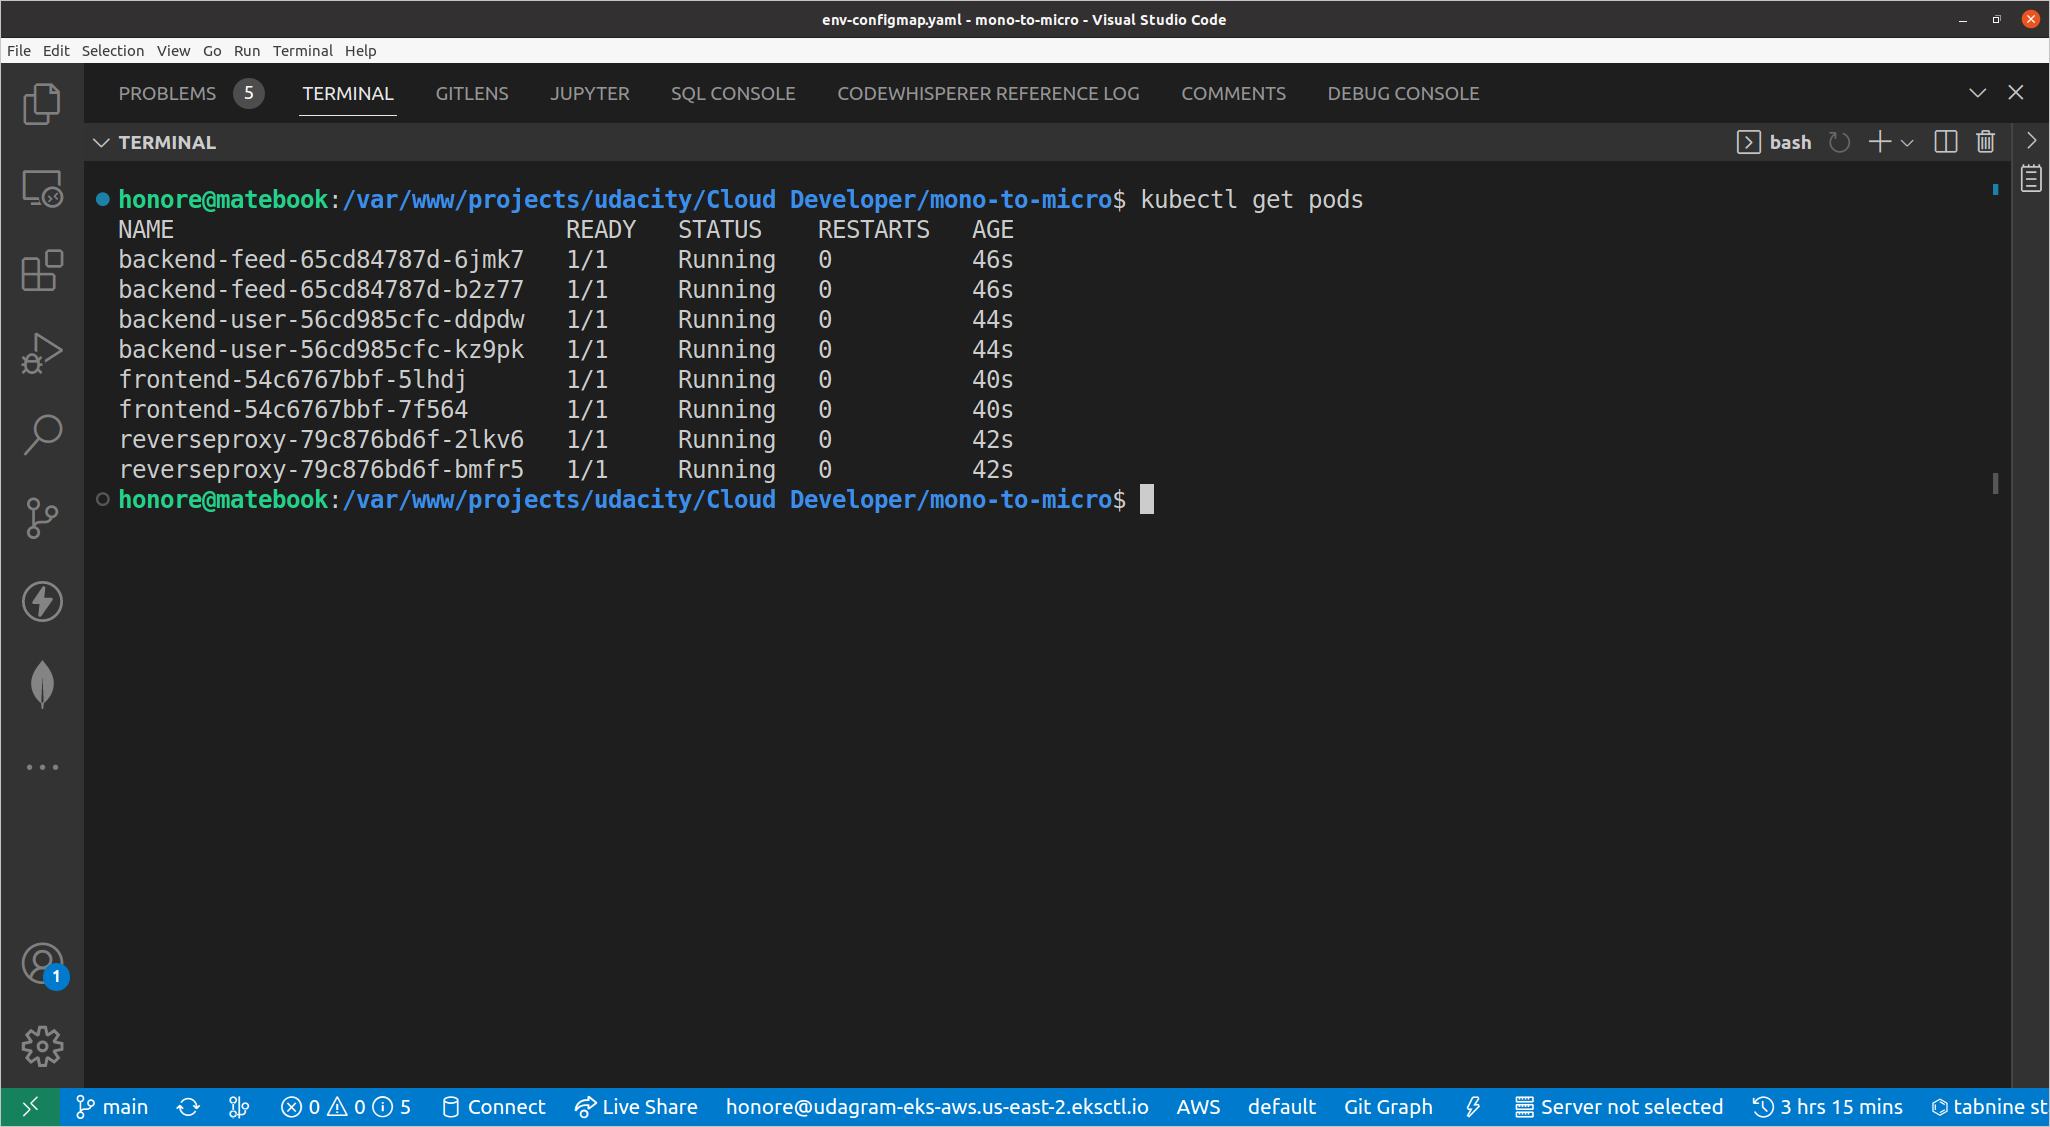 env-configmap.yaml - mono-to-micro - Visual Studio Code
File Edit Selection View Go Run Terminal Help
PROBLEMS 5 TERMINAL GITLENS JUPYTER SQL CONSOLE CODEWHISPERER REFERENCE LOG COMMENTS DEBUG CONSOLE
TERMINAL bash
honore@matebook:/var/www/projects/udacity/Cloud Developer/mono-to-micro$ kubectl get pods
NAME READY STATUS RESTARTS AGE
backend-feed-65cd84787d-6jmk7 1/1 Running 0 46s
backend-feed-65cd84787d-b2z77 1/1 Running 0 46s
backend-user-56cd985cfc-ddpdw 1/1 Running 0 44s
backend-user-56cd985cfc-kz9pk 1/1 Running 0 44s
frontend-54c6767bbf-5lhdj 1/1 Running 0 40s
frontend-54c6767bbf-7f564 1/1 Running 0 40s
reverseproxy-79c876bd6f-2lkv6 1/1 Running 0 42s
reverseproxy-79c876bd6f-bmfr5 1/1 Running 0 42s
honore@matebook:/var/www/projects/udacity/Cloud Developer/mono-to-micro$
1
main 0 0 5 Connect Live Share honore@udagram-eks-aws.us-east-2.eksctl.io AWS default Git Graph Server not selected 3 hrs 15 mins tabnine st